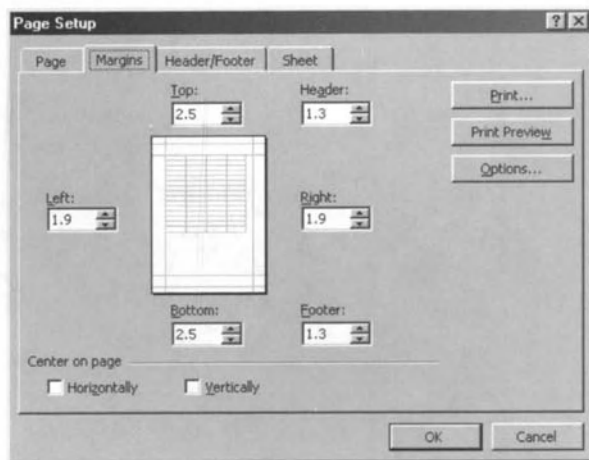 Page Setup
Page Margins Header/Footer Sheet
Top: Header:
2.5 1.3
Print...
Print Preview
Options...
Left: Right:
1.9 1.9
Bottom: Footer:
2.5 1.3
Center on page
Horizontally Vertically
OK Cancel